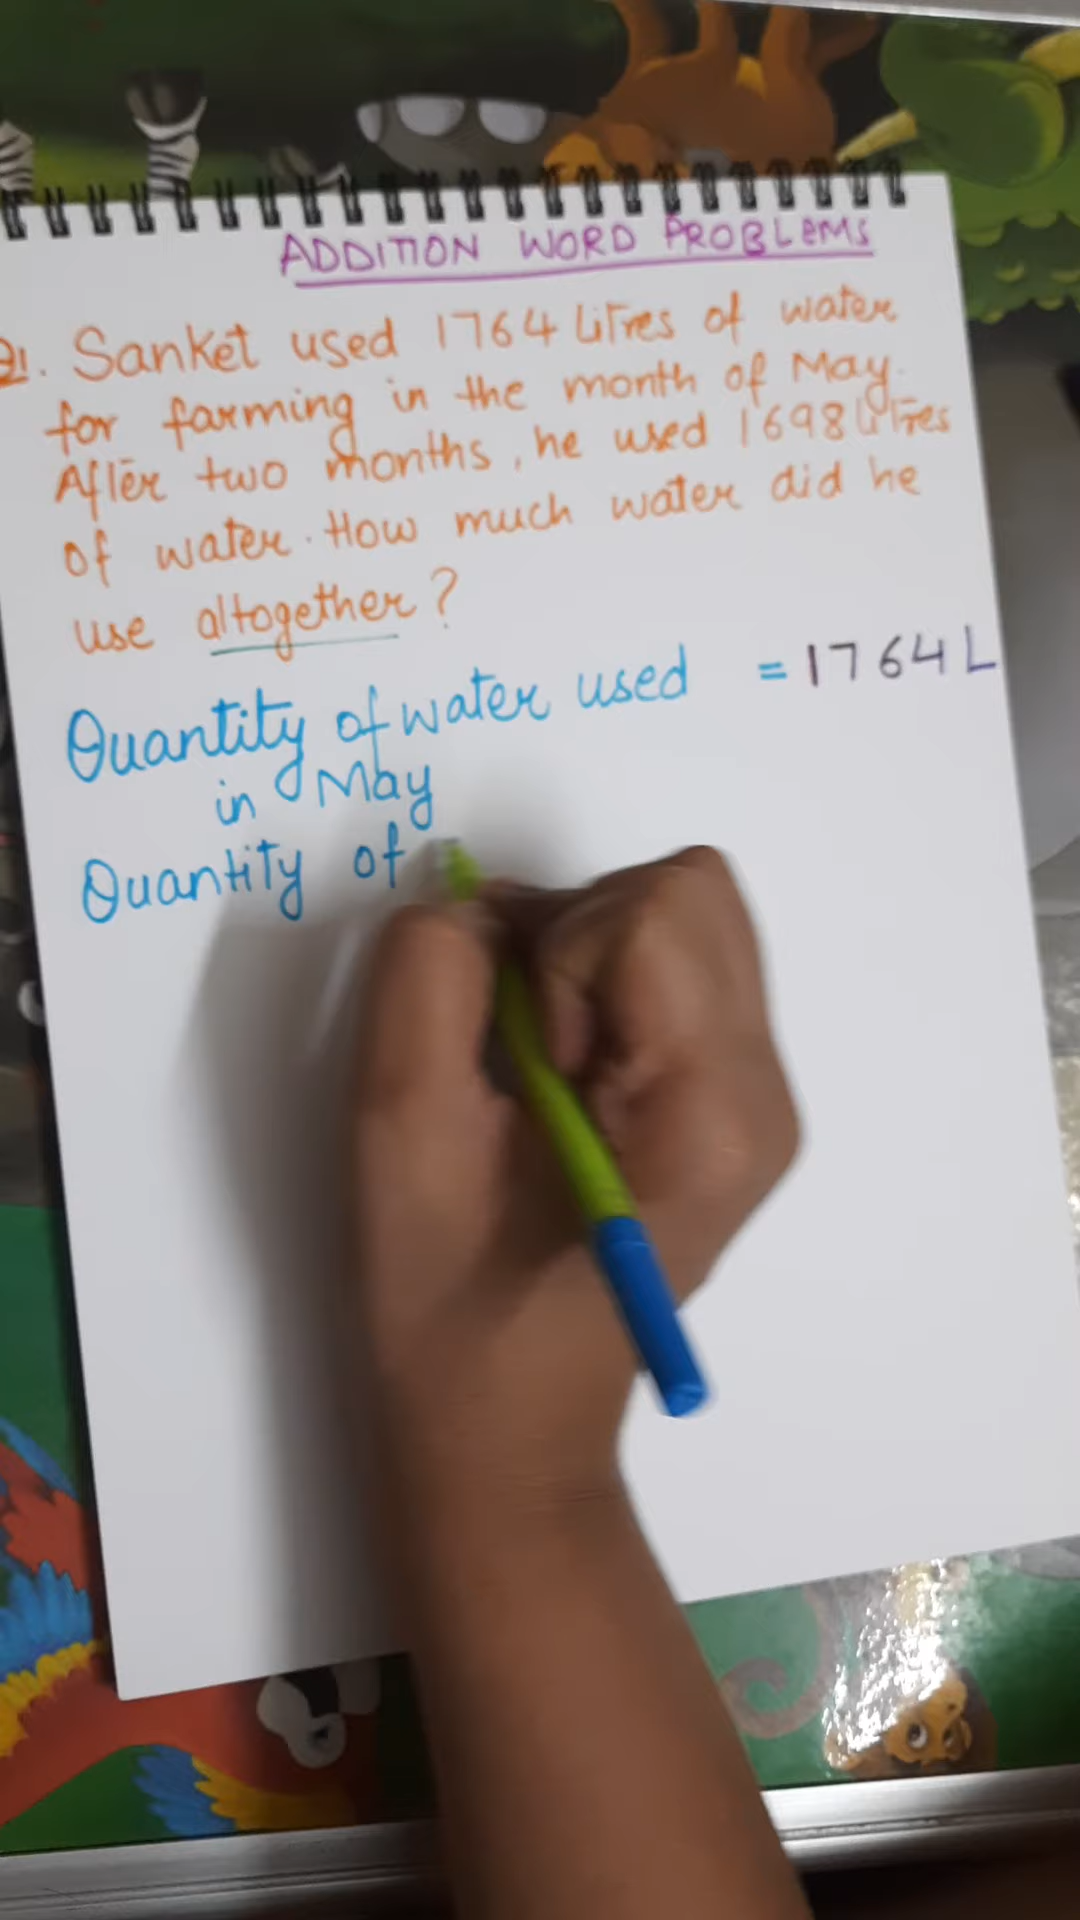 ADDITION WORD PROBLEMS
Q1. Sanket used 1764 Litres of water
for farming in the month of May.
After two months, he used 1698 Litres
of water. How much water did he
use altogether?
Quantity of water used = 1764 L
in May
Quantity of